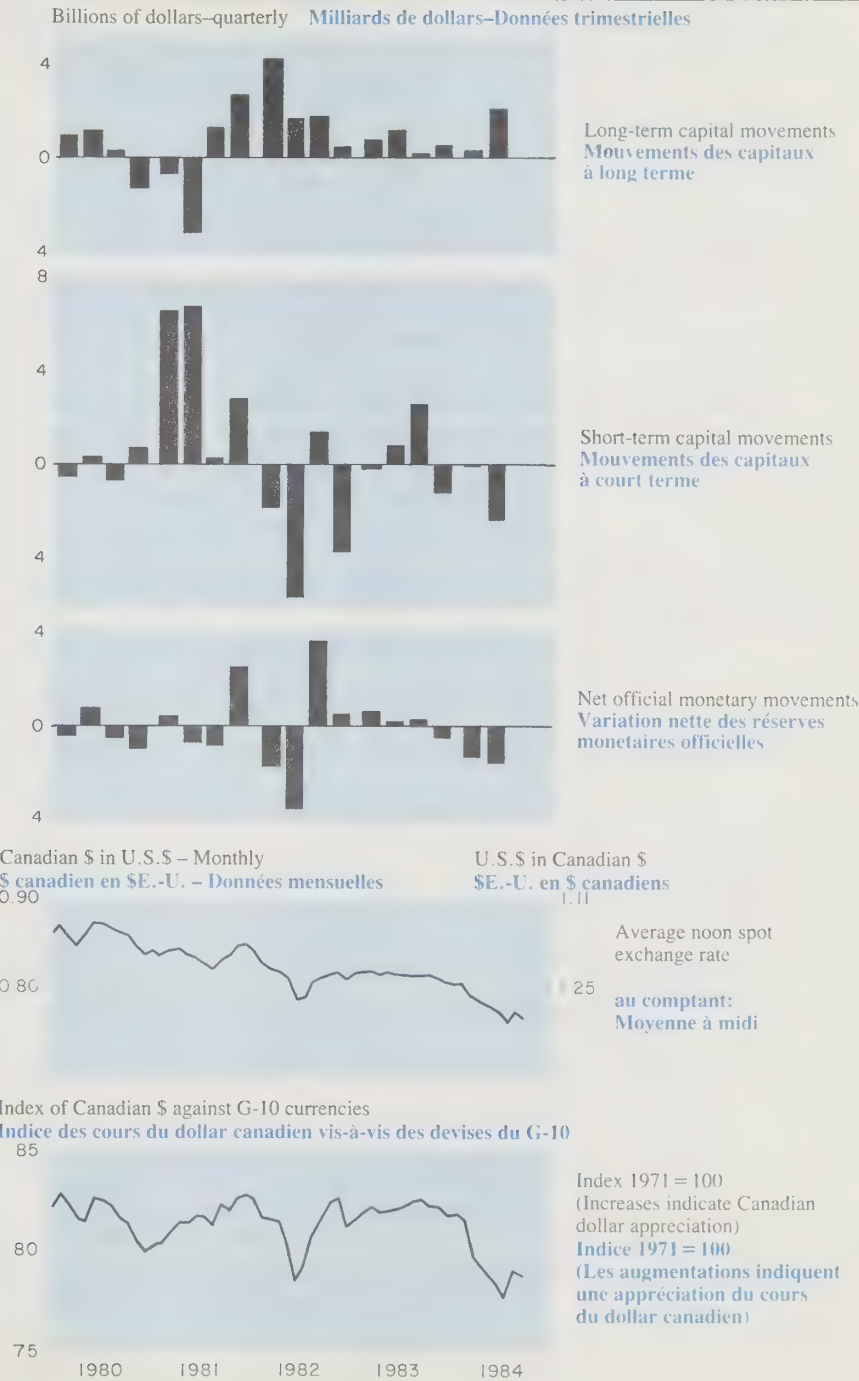 Billions of dollars–quarterly Milliards de dollars–Données trimestrielles
4
0
4
Long-term capital movements
Mouvements des capitaux
à long terme
8
4
0
4
Short-term capital movements
Mouvements des capitaux
à court terme
4
0
4
Net official monetary movements
Variation nette des réserves
monetaires officielles
Canadian $ in U.S.$ – Monthly
$ canadien en $E.-U. – Données mensuelles
U.S.$ in Canadian $
$E.-U. en $ canadiens
0.90
1.11
0.80
25
Average noon spot
exchange rate
au comptant:
Moyenne à midi
Index of Canadian $ against G-10 currencies
Indice des cours du dollar canadien vis-à-vis des devises du G-10
85
80
75
Index 1971 = 100
(Increases indicate Canadian
dollar appreciation)
Indice 1971 = 100
(Les augmentations indiquent
une appréciation du cours
du dollar canadien)
1980 1981 1982 1983 1984